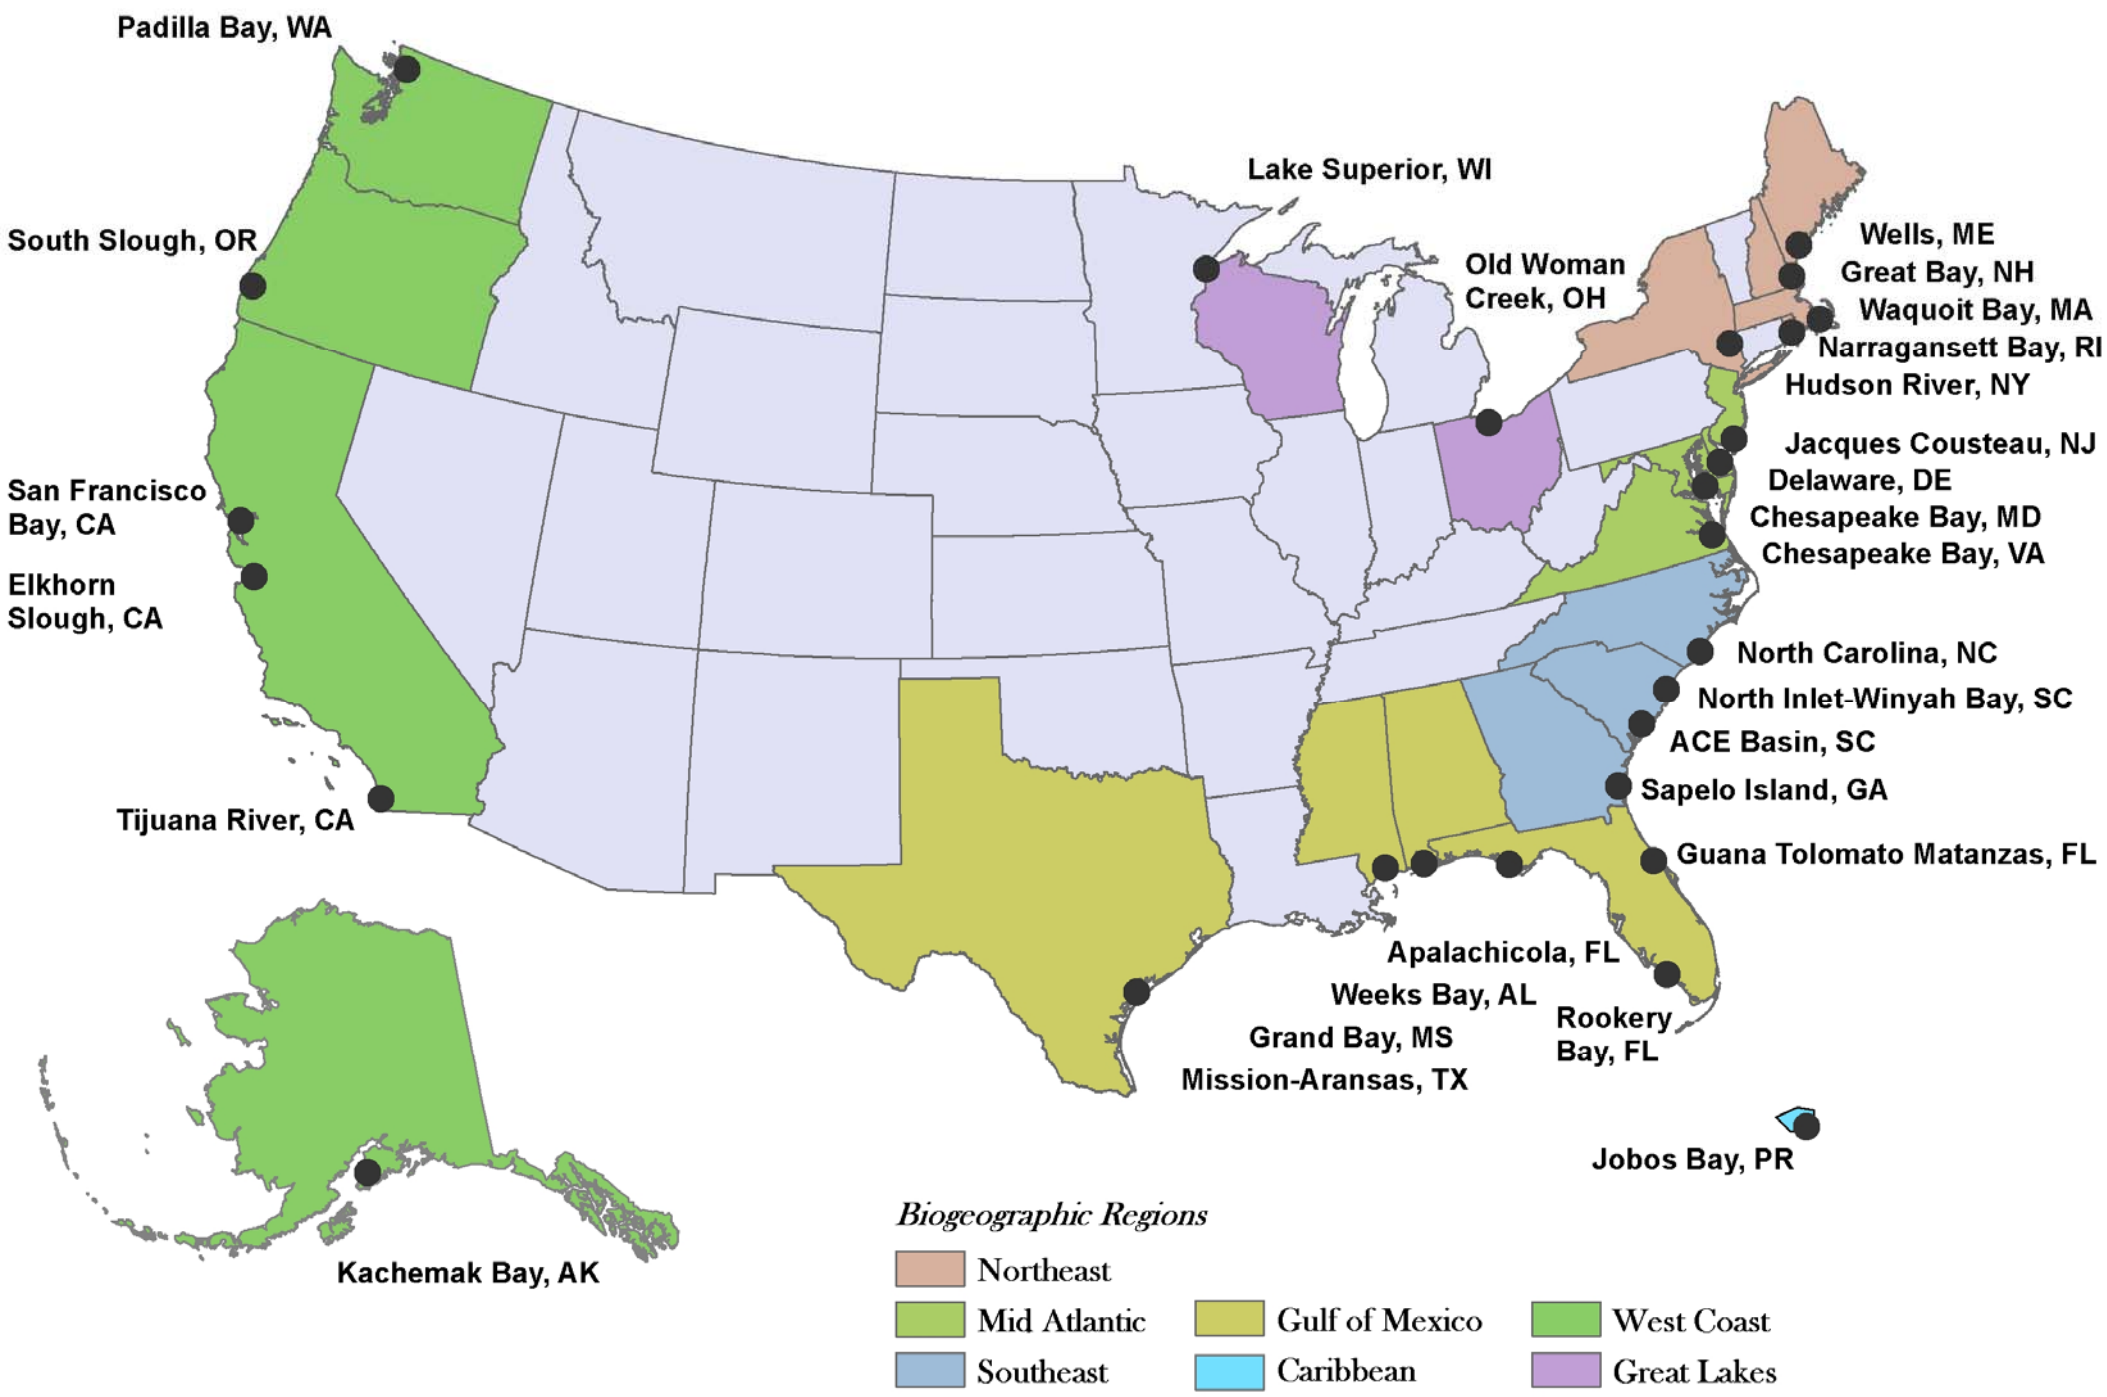 Padilla Bay, WA
Lake Superior, WI
South Slough, OR
Old Woman
Creek, OH
Wells, ME
Great Bay, NH
Waquoit Bay, MA
Narragansett Bay, RI
Hudson River, NY
Jacques Cousteau, NJ
Delaware, DE
Chesapeake Bay, MD
Chesapeake Bay, VA
San Francisco
Bay, CA
Elkhorn
Slough, CA
North Carolina, NC
North Inlet-Winyah Bay, SC
ACE Basin, SC
Sapelo Island, GA
Tijuana River, CA
Guana Tolomato Matanzas, FL
Apalachicola, FL
Weeks Bay, AL
Grand Bay, MS
Mission-Aransas, TX
Rookery
Bay, FL
Jobos Bay, PR
Kachemak Bay, AK
Biogeographic Regions
Northeast
Mid Atlantic
Gulf of Mexico
West Coast
Southeast
Caribbean
Great Lakes